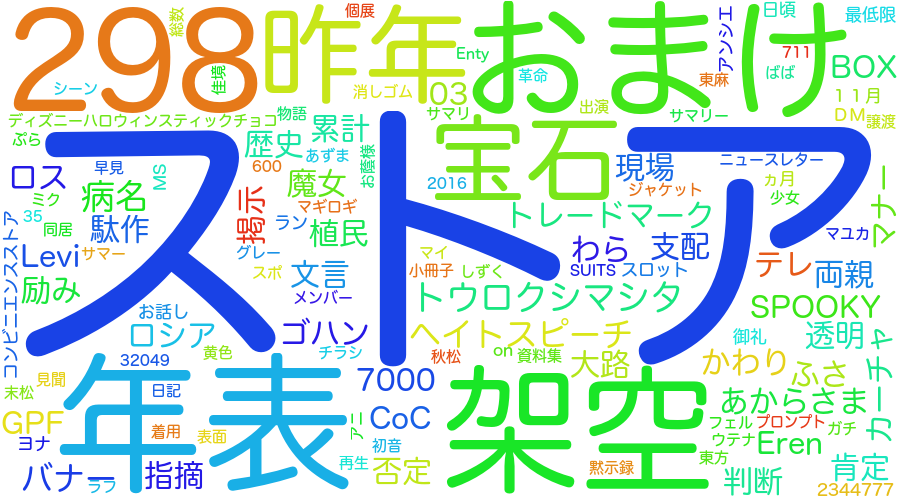 298
昨年
おまけ
個展
総数
佳境
シーン
消しゴム
Enty
革命
アンシエ
日頃
最低限
711
ばば
東麻
BOX
03
サマリ
出演
サマリー
11月
DM
譲渡
ディズニーハロウィンスティックチョコ
物語
ぷら
歴史
累計
宝石
現場
ニュースレター
早見
600
あずま
お蔭様
ロス
病名
MS
魔女
2016
ジャケット
ヵ月
少女
ミク
マギロギ
35
同居
駄作
掲示
ラン
植民
トレードマーク
マナー
マユカ
ストア
Levi
サマー
グレー
マイ
わら
支配
SUITS
スロット
テレ
両親
コンビニエンスストア
励み
スポ
文言
小冊子
しずく
メンバー
トウロクシマシタ
SPOOKY
お話し
ロシア
ゴハン
ヘイトスピーチ
御礼
透明
黄色
チラシ
32049
秋松
on
資料集
大路
かわり
ふさ
カーチャ
末松
見聞
日記
年表
7000
架空
あからさま
GPF
CoC
ヨナ
着用
表面
アニ
初音
フェル
プロンプト
ガチ
ウテナ
Eren
バナー
ラフ
指摘
再生
否定
黙示録
東方
判断
肯定
2344777